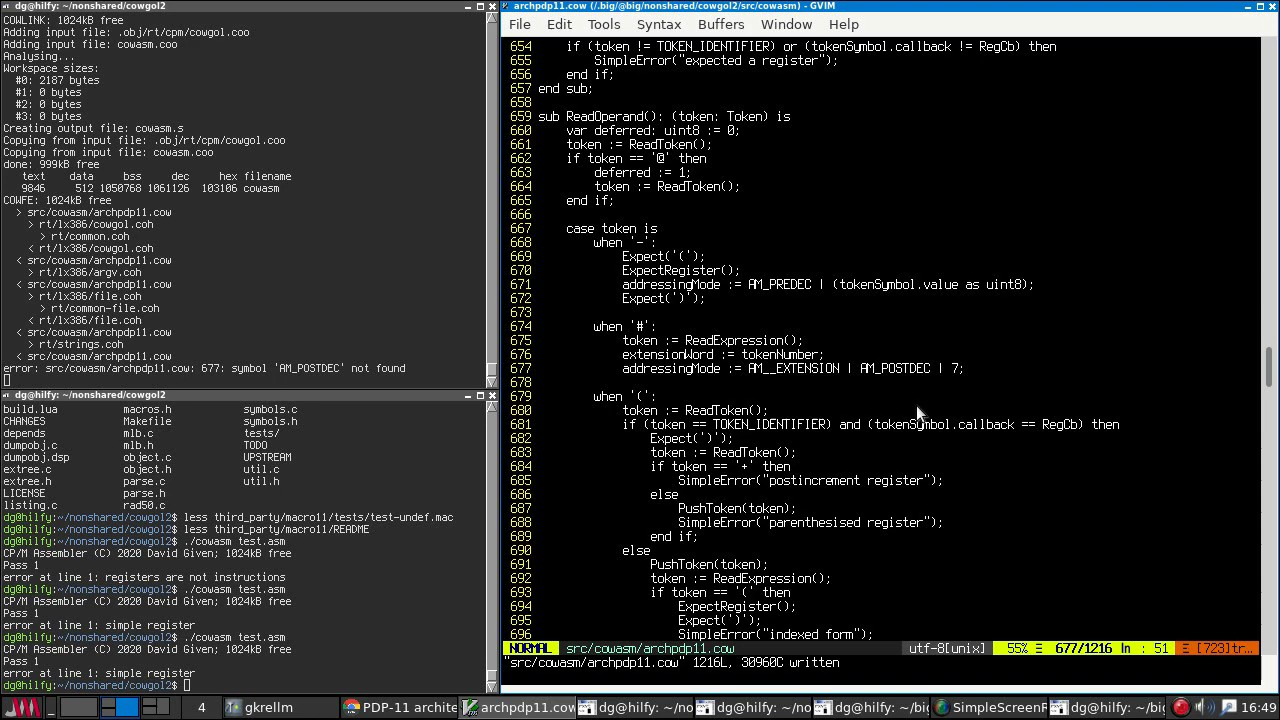 dg@hilfy: ~/nonshared/cowgol2
COWLINK: 1024kB free
Adding input file: .obj/rt/cpm/cowgol.coo
Adding input file: cowasm.coo
Analysing...
Workspace sizes:
#0: 2187 bytes
#1: 0 bytes
#2: 0 bytes
#3: 0 bytes
Creating output file: cowasm.s
Copying from input file: .obj/rt/cpm/cowgol.coo
Copying from input file: cowasm.coo
done: 999kB free
text data bss dec hex filename
9846 512 1050768 1061126 103106 cowasm
COWFE: 1024kB free
> src/cowasm/archpdp11.cow
> rt/lx386/cowgol.coh
> rt/common.coh
< rt/lx386/cowgol.coh
< src/cowasm/archpdp11.cow
> rt/lx386/argv.coh
< src/cowasm/archpdp11.cow
> rt/lx386/file.coh
> rt/common-file.coh
< rt/lx386/file.coh
< src/cowasm/archpdp11.cow
> rt/strings.coh
< src/cowasm/archpdp11.cow
error: src/cowasm/archpdp11.cow: 677: symbol 'AM_POSTDEC' not found
dg@hilfy: ~/nonshared/cowgol2
build.lua macros.h symbols.c
CHANGES Makefile symbols.h
depends mlb.c tests/
dumpobj.c mlb.h TODO
dumpobj.dsp object.c UPSTREAM
extree.c object.h util.c
extree.h parse.c util.h
LICENSE parse.h
listing.c rad50.c
dg@hilfy:~/nonshared/cowgol2$ less third_party/macro11/tests/test-undef.mac
dg@hilfy:~/nonshared/cowgol2$ less third_party/macro11/README
dg@hilfy:~/nonshared/cowgol2$ ./cowasm test.asm
CP/M Assembler (C) 2020 David Given; 1024kB free
Pass 1
error at line 1: registers are not instructions
dg@hilfy:~/nonshared/cowgol2$ ./cowasm test.asm
CP/M Assembler (C) 2020 David Given; 1024kB free
Pass 1
error at line 1: simple register
dg@hilfy:~/nonshared/cowgol2$ ./cowasm test.asm
CP/M Assembler (C) 2020 David Given; 1024kB free
Pass 1
error at line 1: simple register
dg@hilfy:~/nonshared/cowgol2$
archpdp11.cow (/.big/@big/nonshared/cowgol2/src/cowasm) - GVIM
File Edit Tools Syntax Buffers Window Help
654 if (token != TOKEN_IDENTIFIER) or (tokenSymbol.callback != RegCb) then
655 SimpleError("expected a register");
656 end if;
657 end sub;
658
659 sub ReadOperand(): (token: Token) is
660 var deferred: uint8 := 0;
661 token := ReadToken();
662 if token == '@' then
663 deferred := 1;
664 token := ReadToken();
665 end if;
666
667 case token is
668 when '-':
669 Expect('(');
670 ExpectRegister();
671 addressingMode := AM_PREDEC | (tokenSymbol.value as uint8);
672 Expect(')');
673
674 when '#':
675 token := ReadExpression();
676 extensionWord := tokenNumber;
677 addressingMode := AM__EXTENSION | AM_POSTDEC | 7;
678
679 when '(':
680 token := ReadToken();
681 if (token == TOKEN_IDENTIFIER) and (tokenSymbol.callback == RegCb) then
682 Expect(')');
683 token := ReadToken();
684 if token == '+' then
685 SimpleError("postincrement register");
686 else
687 PushToken(token);
688 SimpleError("parenthesised register");
689 end if;
690 else
691 PushToken(token);
692 token := ReadExpression();
693 if token == '(' then
694 ExpectRegister();
695 Expect(')');
696 SimpleError("indexed form");
NORMAL src/cowasm/archpdp11.cow utf-8[unix] 55% ☰ 677/1216 ln : 51 Ξ [723]tr…
"src/cowasm/archpdp11.cow" 1216L, 30960C written
4 gkrellm PDP-11 archite archpdp11.cow dg@hilfy: ~/no dg@hilfy: ~/no dg@hilfy: ~/big SimpleScreenR dg@hilfy: ~/big 16:49